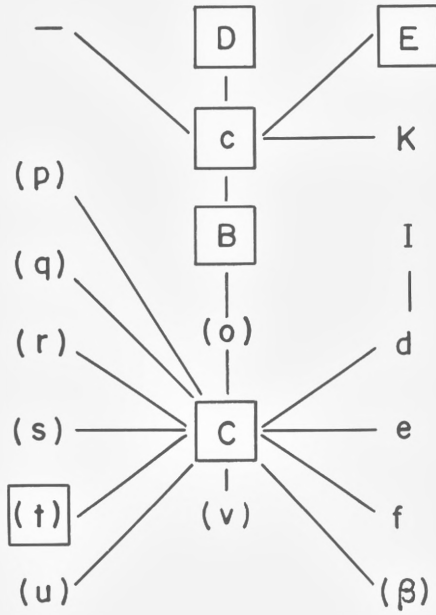 — D E
c K
(p)
B I
(q)
(o)
(r) d
(s) C e
(t) (v) f
(u) (β)